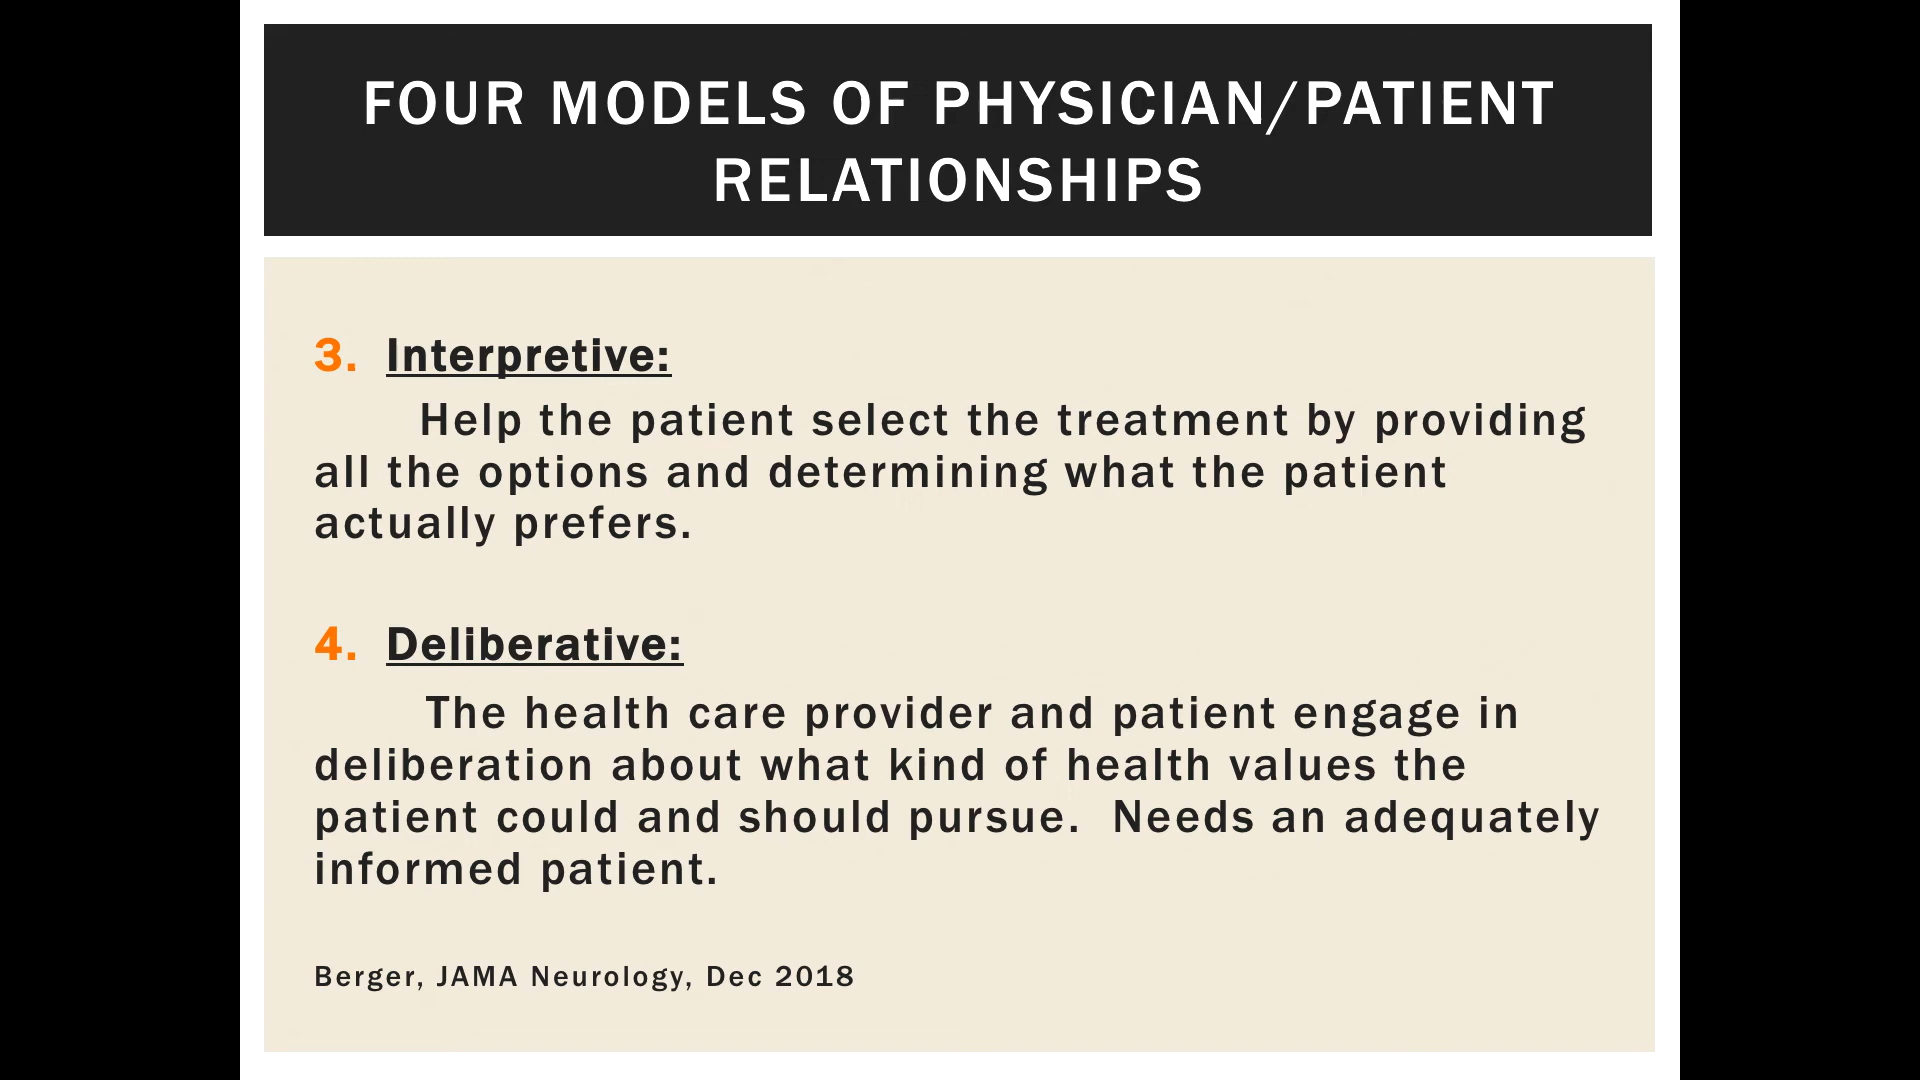 FOUR MODELS OF PHYSICIAN/PATIENT
RELATIONSHIPS
3. Interpretive:
Help the patient select the treatment by providing
all the options and determining what the patient
actually prefers.
4. Deliberative:
The health care provider and patient engage in
deliberation about what kind of health values the
patient could and should pursue. Needs an adequately
informed patient.
Berger, JAMA Neurology, Dec 2018